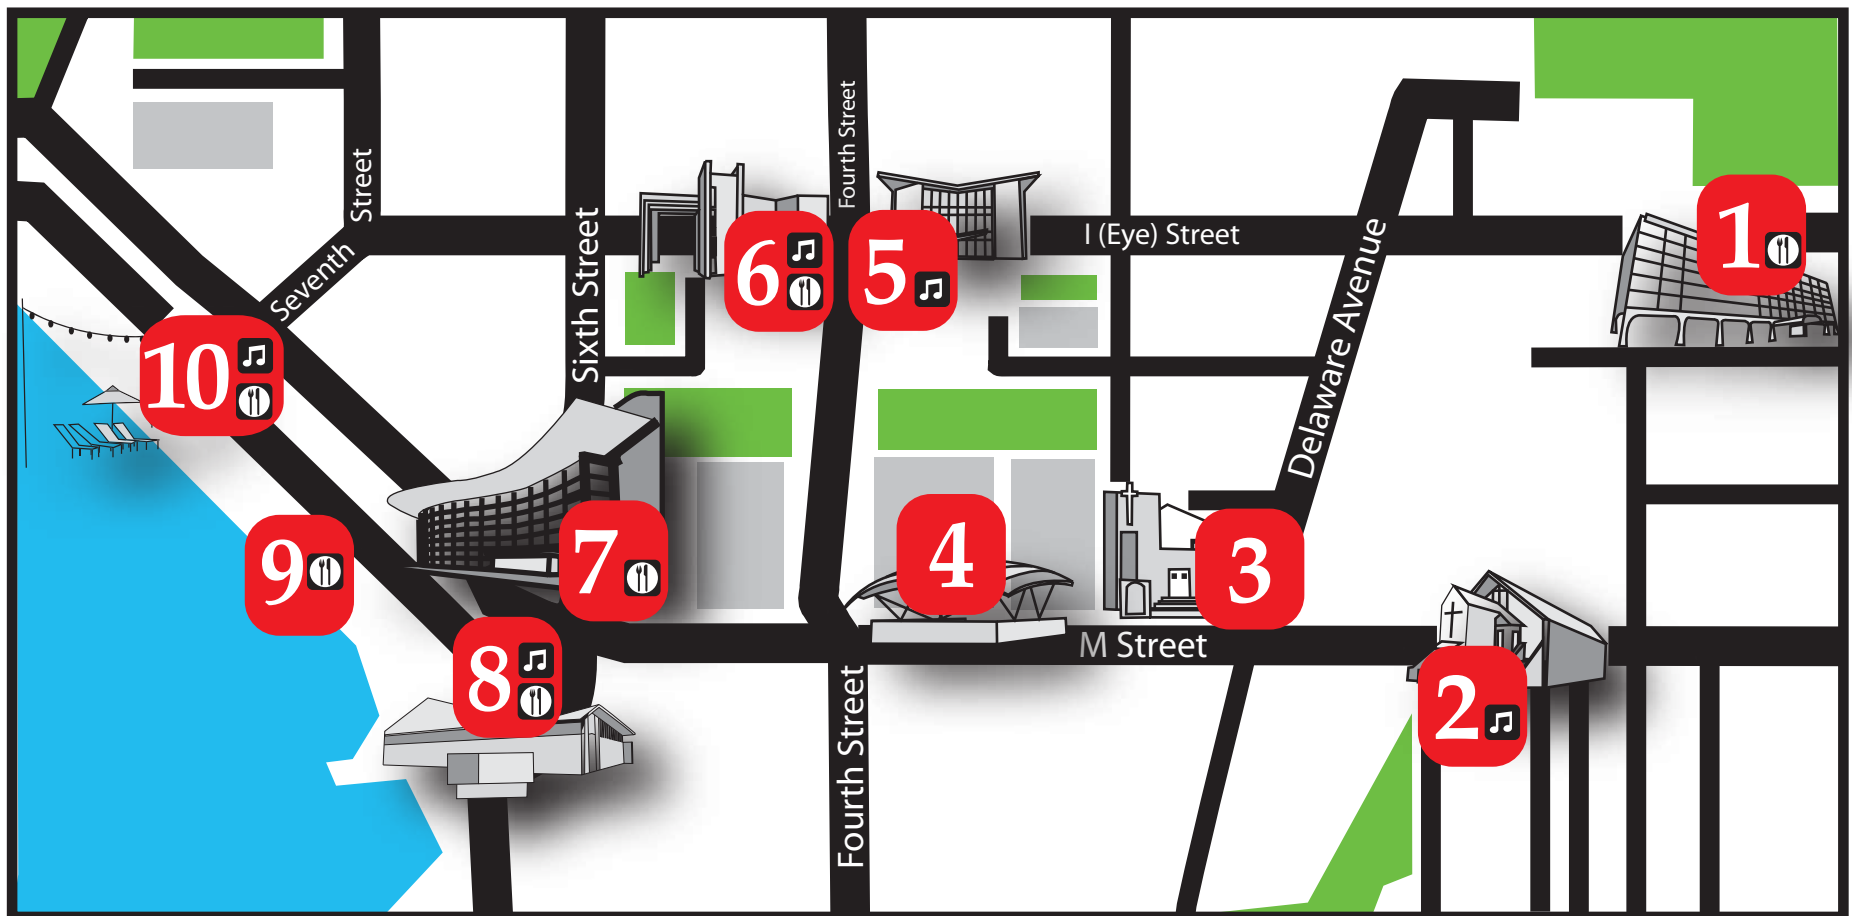 Fourth Street
Street
Seventh
Sixth Street
I (Eye) Street
Delaware Avenue
1
6
5
10
7
4
3
9
8
M Street
2
Fourth Street